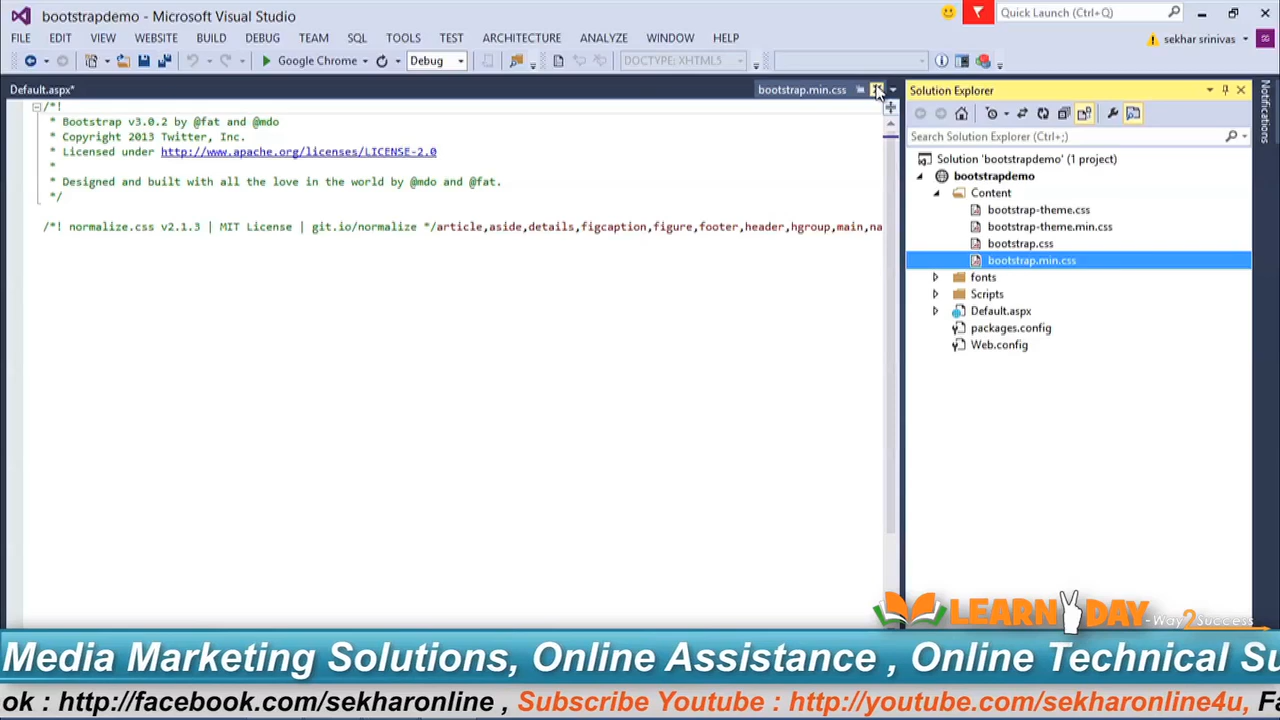 bootstrapdemo - Microsoft Visual Studio
Quick Launch (Ctrl+Q)
FILE EDIT VIEW WEBSITE BUILD DEBUG TEAM SQL TOOLS TEST ARCHITECTURE ANALYZE WINDOW HELP
sekhar srinivas
SS
Google Chrome
Debug
DOCTYPE: XHTML5
Default.aspx*
bootstrap.min.css
/*!
* Bootstrap v3.0.2 by @fat and @mdo
* Copyright 2013 Twitter, Inc.
* Licensed under http://www.apache.org/licenses/LICENSE-2.0
*
* Designed and built with all the love in the world by @mdo and @fat.
*/
/*! normalize.css v2.1.3 | MIT License | git.io/normalize */article,aside,details,figcaption,figure,footer,header,hgroup,main,na
Solution Explorer
Search Solution Explorer (Ctrl+;)
Solution 'bootstrapdemo' (1 project)
bootstrapdemo
Content
bootstrap-theme.css
bootstrap-theme.min.css
bootstrap.css
bootstrap.min.css
fonts
Scripts
Default.aspx
packages.config
Web.config
Notifications
LEARN DAY
-Way2Success
Media Marketing Solutions, Online Assistance , Online Technical Su
ok : http://facebook.com/sekharonline , Subscribe Youtube : http://youtube.com/sekharonline4u, Fa